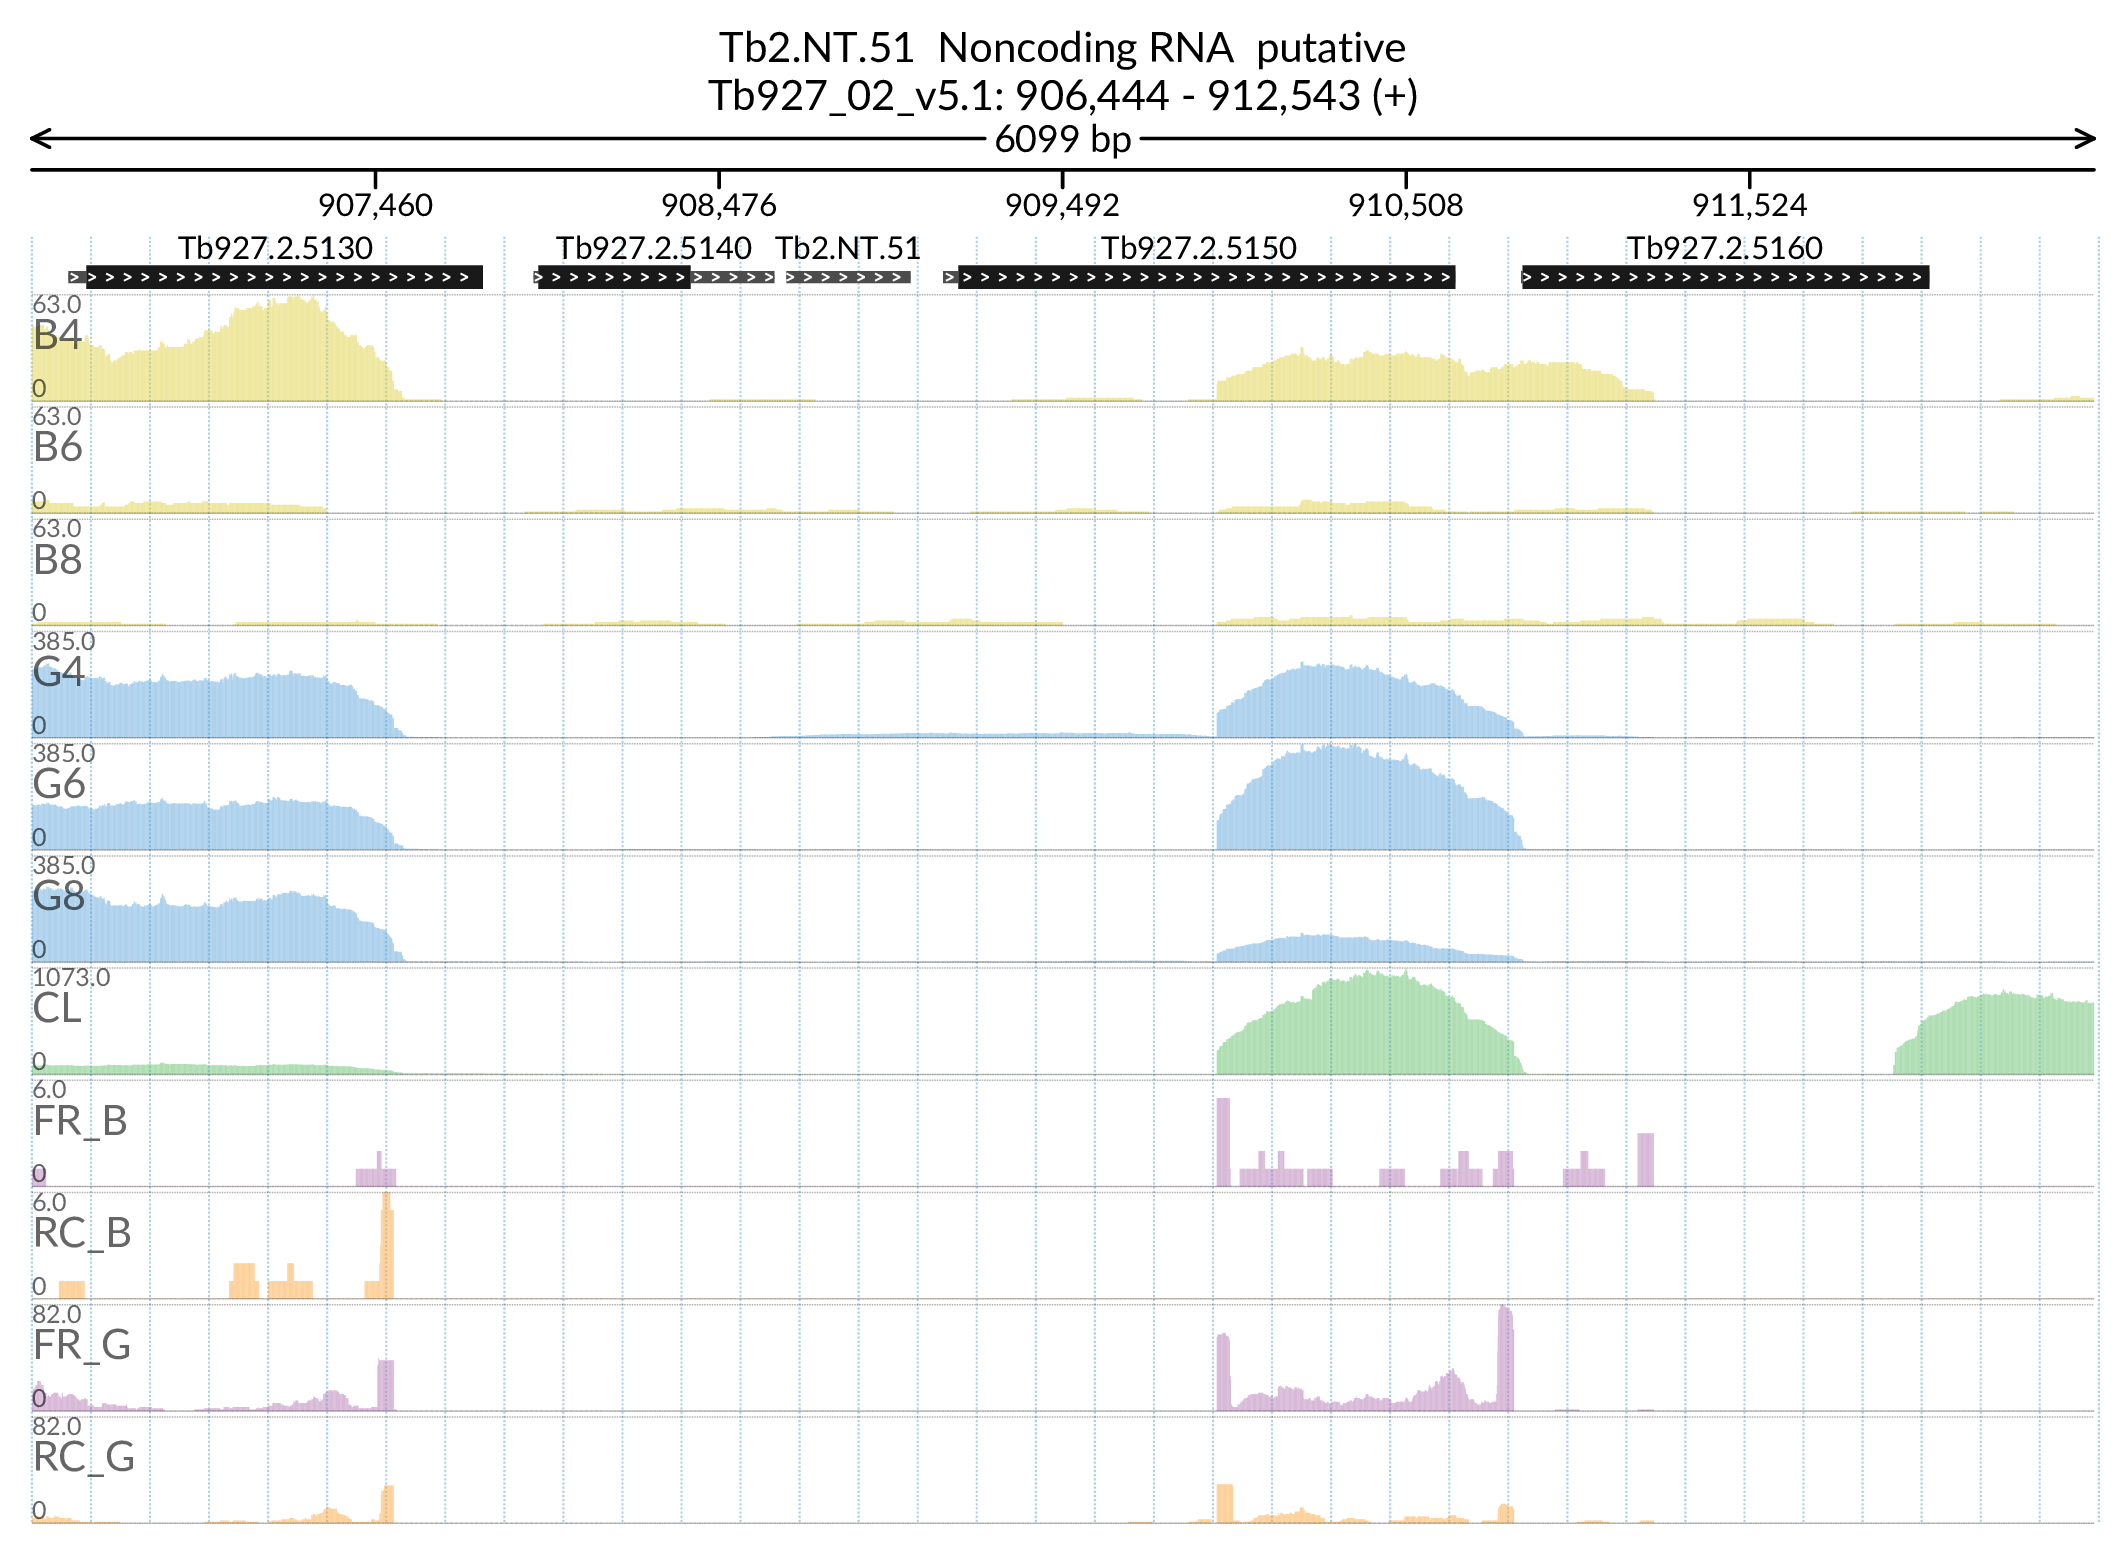 Tb2.NT.51 Noncoding RNA putative
Tb927_02_v5.1: 906,444 - 912,543 (+)
6099 bp
907,460 908,476 909,492 910,508 911,524
Tb927.2.5130 Tb927.2.5140 Tb2.NT.51 Tb927.2.5150 Tb927.2.5160
63.0
B4
0
63.0
B6
0
63.0
B8
0
385.0
G4
0
385.0
G6
0
385.0
G8
0
1073.0
CL
0
6.0
FR_B
0
6.0
RC_B
0
82.0
FR_G
0
82.0
RC_G
0